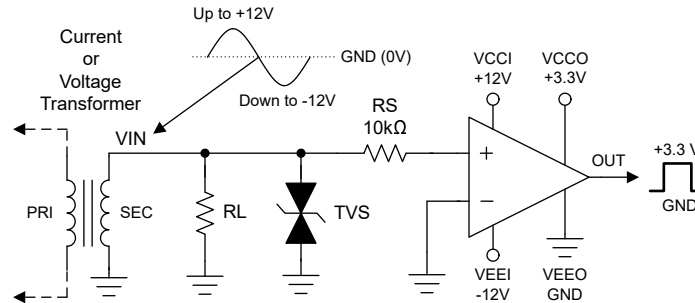 Up to +12V
Current
or
Voltage
Transformer
GND (0V)
Down to -12V
VIN
RS
10kΩ
VCCI
+12V
VCCO
+3.3V
+
−
OUT
+3.3 V
GND
PRI
SEC
RL
TVS
VEEI
-12V
VEEO
GND